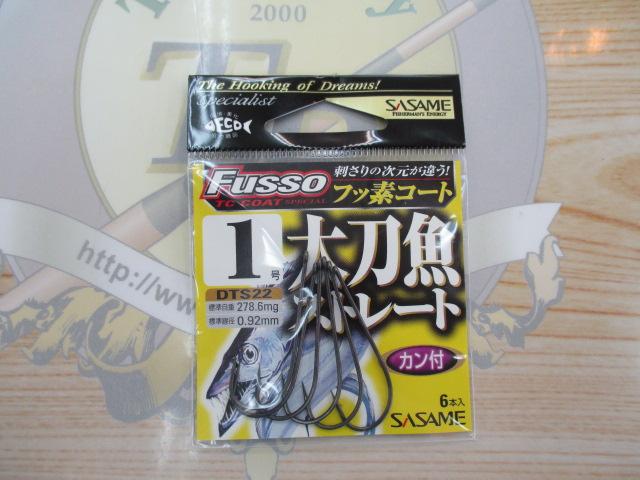 2000
The Hooking of Dreams!
Specialist
ECO
SASAME
FISHERMAN'S ENERGY
Fusso
TC COAT SPECIAL
刺さりの次元が違う!
フッ素コート
1号
太刀魚
ストレート
DTS22
標準自重 278.6mg
標準線径 0.92mm
http://www
カン付
6本入
SASAME